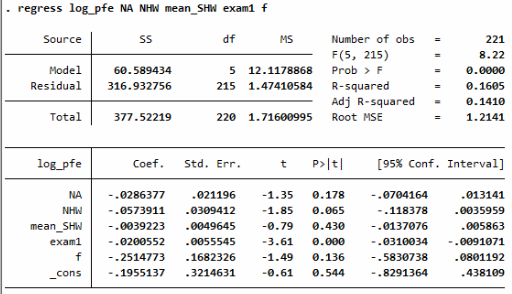 . regress log_pfe NA NHW mean_SHW exam1 f
Source SS df MS Number of obs = 221
F(5, 215) = 8.22
Model 60.589434 5 12.1178868 Prob > F = 0.0000
Residual 316.932756 215 1.47410584 R-squared = 0.1605
Adj R-squared = 0.1410
Total 377.52219 220 1.71600995 Root MSE = 1.2141
log_pfe Coef. Std. Err. t P>|t| [95% Conf. Interval]
NA -.0286377 .021196 -1.35 0.178 -.0704164 .013141
NHW -.0573911 .0309412 -1.85 0.065 -.118378 .0035959
mean_SHW -.0039223 .0049645 -0.79 0.430 -.0137076 .005863
exam1 -.0200552 .0055545 -3.61 0.000 -.0310034 -.0091071
f -.2514773 .1682326 -1.49 0.136 -.5830738 .0801192
_cons -.1955137 .3214631 -0.61 0.544 -.8291364 .438109